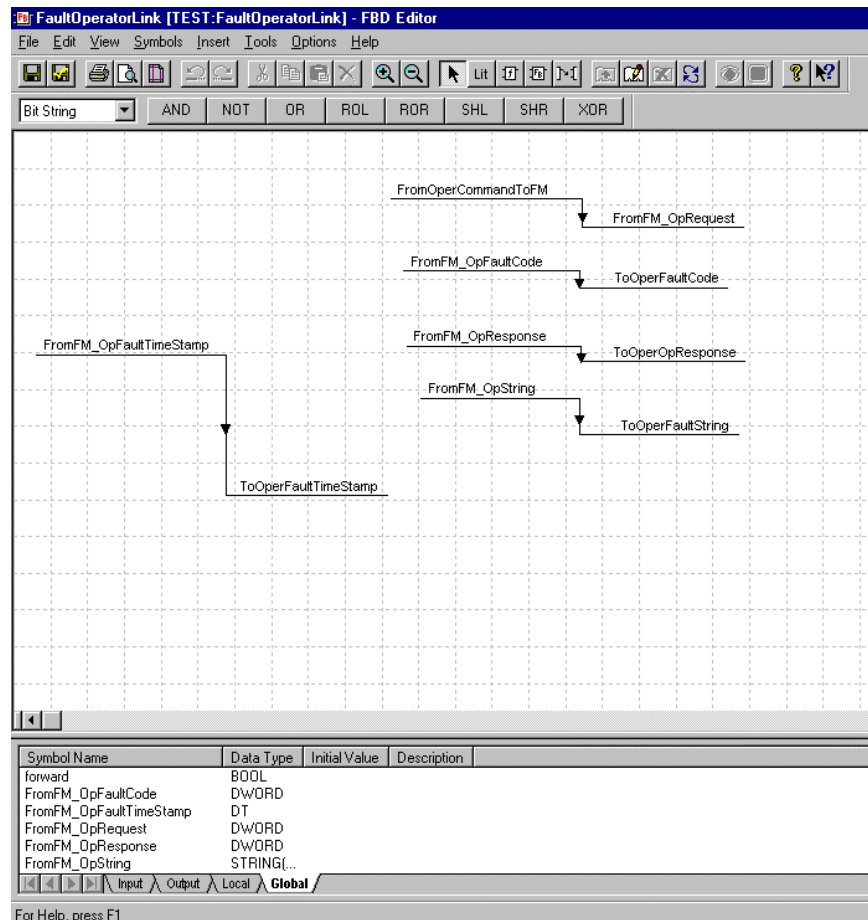 FaultOperatorLink [TEST:FaultOperatorLink] - FBD Editor
File Edit View Symbols Insert Tools Options Help
Lit
Bit String AND NOT OR ROL ROR SHL SHR XOR
FromOperCommandToFM
FromFM_OpRequest
FromFM_OpFaultCode
ToOperFaultCode
FromFM_OpFaultTimeStamp
FromFM_OpResponse
ToOperOpResponse
FromFM_OpString
ToOperFaultString
ToOperFaultTimeStamp
Symbol Name Data Type Initial Value Description
forward BOOL
FromFM_OpFaultCode DWORD
FromFM_OpFaultTimeStamp DT
FromFM_OpRequest DWORD
FromFM_OpResponse DWORD
FromFM_OpString STRING(...
Input Output Local Global
For Help, press F1